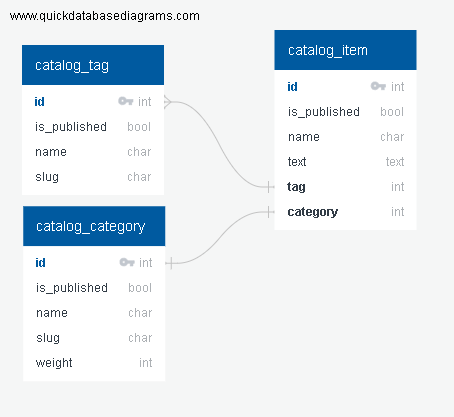 www.quickdatabasediagrams.com
catalog_tag
id int
is_published bool
name char
slug char
catalog_item
id int
is_published bool
name char
text text
tag int
category int
catalog_category
id int
is_published bool
name char
slug char
weight int